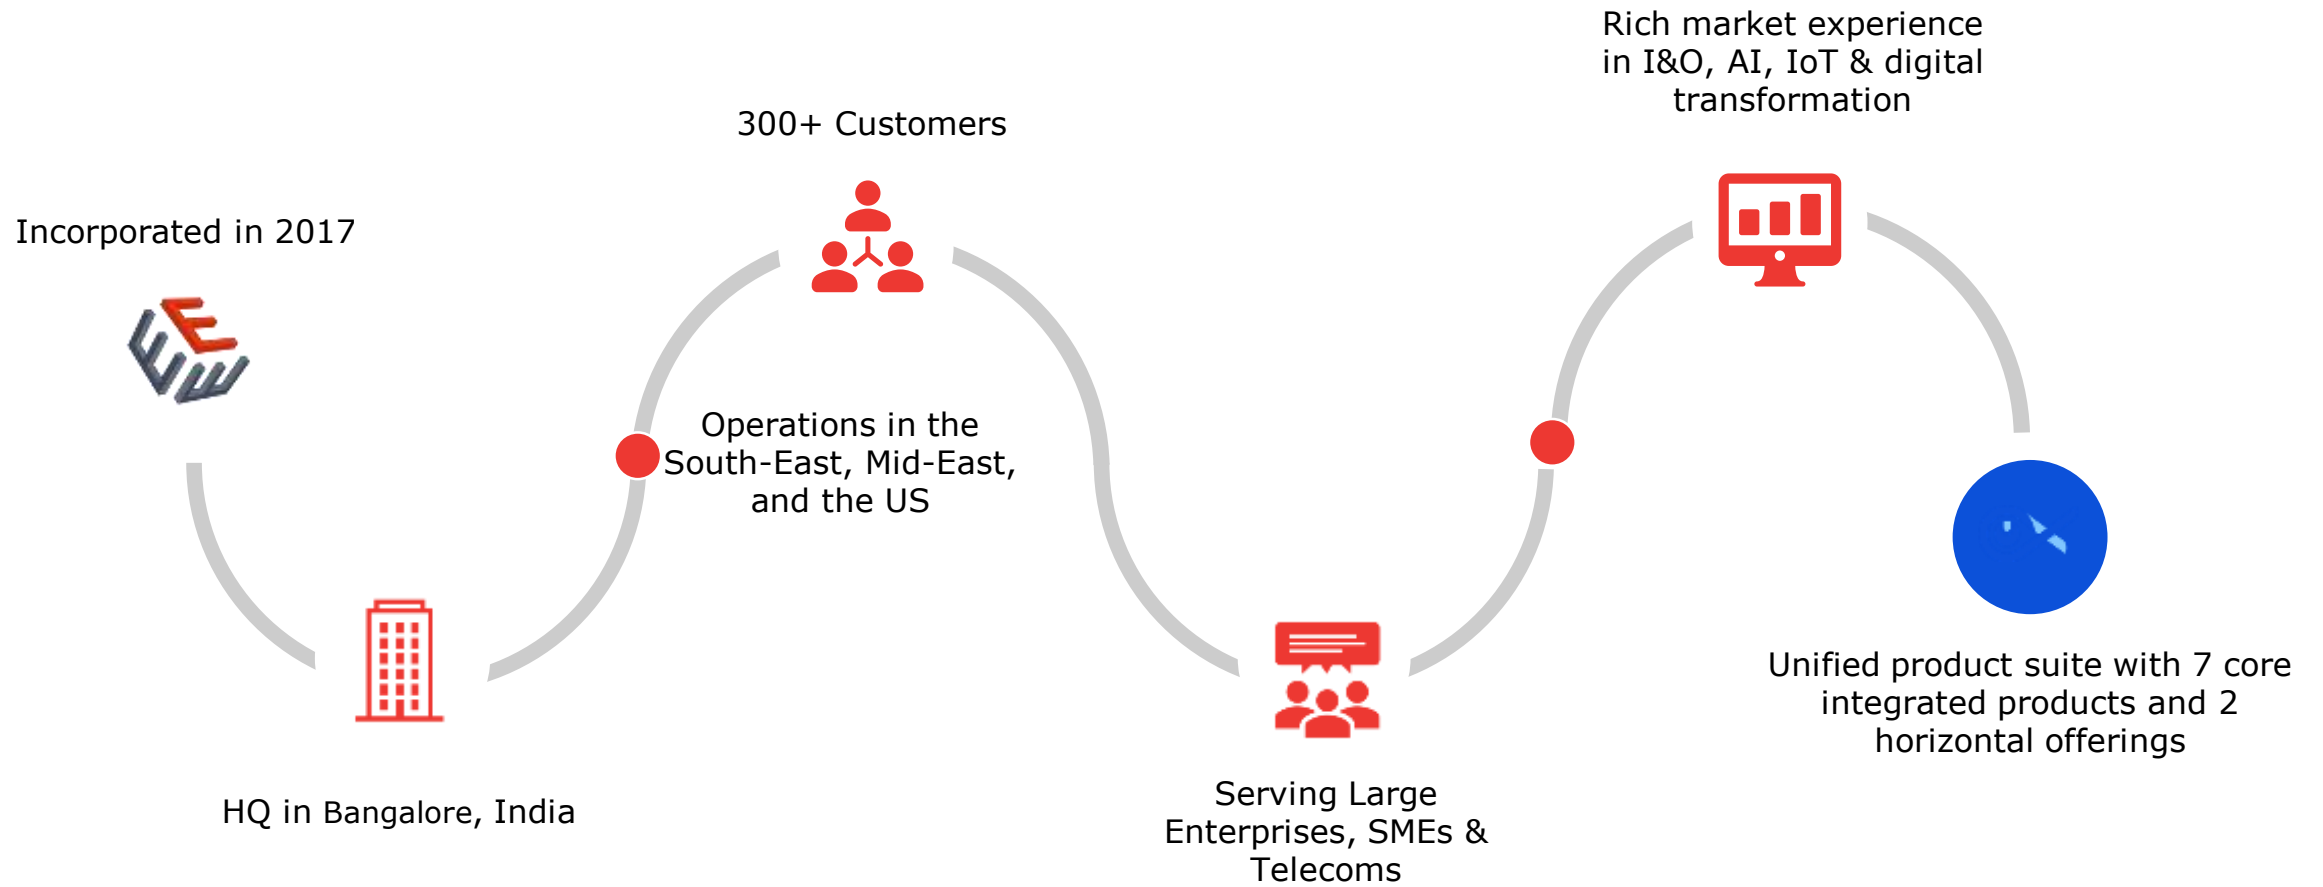 Incorporated in 2017
HQ in Bangalore, India
300+ Customers
Operations in the
South-East, Mid-East,
and the US
Serving Large
Enterprises, SMEs &
Telecoms
Rich market experience
in I&O, AI, IoT & digital
transformation
Unified product suite with 7 core
integrated products and 2
horizontal offerings